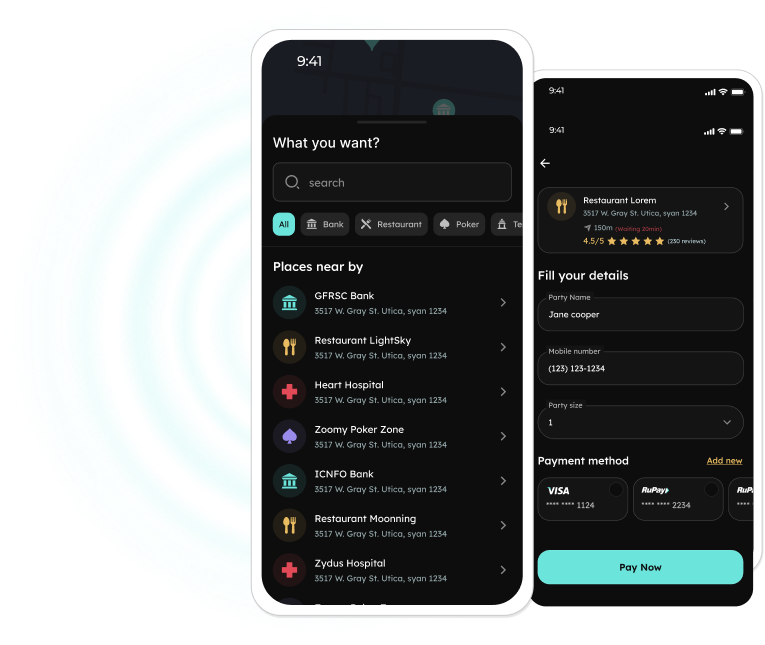 9:41
What you want?
search
All
Bank
Restaurant
Poker
Te
Places near by
GFRSC Bank
3517 W. Gray St. Utica, syan 1234
Restaurant LightSky
3517 W. Gray St. Utica, syan 1234
Heart Hospital
3517 W. Gray St. Utica, syan 1234
Zoomy Poker Zone
3517 W. Gray St. Utica, syan 1234
ICNFO Bank
3517 W. Gray St. Utica, syan 1234
Restaurant Moonning
3517 W. Gray St. Utica, syan 1234
Zydus Hospital
3517 W. Gray St. Utica, syan 1234
9:41
9:41
Restaurant Lorem
3517 W. Gray St. Utica, syan 1234
150m (Waiting 20min)
4.5/5 (230 reviews)
Fill your details
Party Name
Jane cooper
Mobile number
(123) 123-1234
Party size
1
Payment method
Add new
VISA
**** **** 1124
RuPay
**** **** 2234
RuP
****
Pay Now